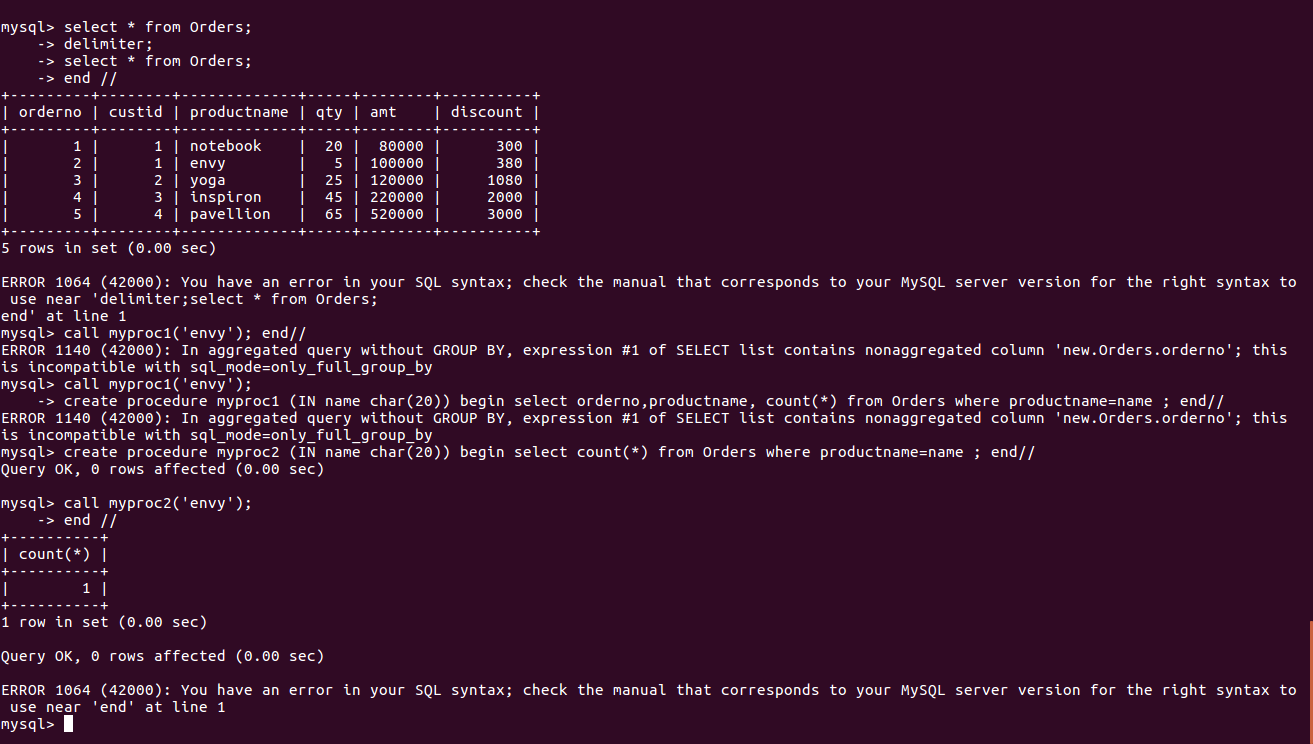 mysql> select * from Orders;
    -> delimiter;
    -> select * from Orders;
    -> end //
+---------+--------+-------------+-----+--------+----------+
| orderno | custid | productname | qty | amt    | discount |
+---------+--------+-------------+-----+--------+----------+
|       1 |      1 | notebook    |  20 |  80000 |      300 |
|       2 |      1 | envy        |   5 | 100000 |      380 |
|       3 |      2 | yoga        |  25 | 120000 |     1080 |
|       4 |      3 | inspiron    |  45 | 220000 |     2000 |
|       5 |      4 | pavellion   |  65 | 520000 |     3000 |
+---------+--------+-------------+-----+--------+----------+
5 rows in set (0.00 sec)

ERROR 1064 (42000): You have an error in your SQL syntax; check the manual that corresponds to your MySQL server version for the right syntax to
 use near 'delimiter;select * from Orders;
end' at line 1
mysql> call myproc1('envy'); end//
ERROR 1140 (42000): In aggregated query without GROUP BY, expression #1 of SELECT list contains nonaggregated column 'new.Orders.orderno'; this
is incompatible with sql_mode=only_full_group_by
mysql> call myproc1('envy');
    -> create procedure myproc1 (IN name char(20)) begin select orderno,productname, count(*) from Orders where productname=name ; end//
ERROR 1140 (42000): In aggregated query without GROUP BY, expression #1 of SELECT list contains nonaggregated column 'new.Orders.orderno'; this
is incompatible with sql_mode=only_full_group_by
mysql> create procedure myproc2 (IN name char(20)) begin select count(*) from Orders where productname=name ; end//
Query OK, 0 rows affected (0.00 sec)

mysql> call myproc2('envy');
    -> end //
+----------+
| count(*) |
+----------+
|        1 |
+----------+
1 row in set (0.00 sec)

Query OK, 0 rows affected (0.00 sec)

ERROR 1064 (42000): You have an error in your SQL syntax; check the manual that corresponds to your MySQL server version for the right syntax to
 use near 'end' at line 1
mysql>